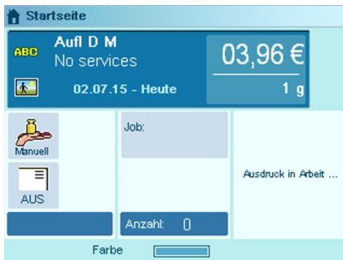 Startseite
ABC
Aufl D M
No services
02.07.15 - Heute
03,96 €
1 g
Manuell
AUS
Job:
Anzahl: 0
Ausdruck in Arbeit ...
Farbe